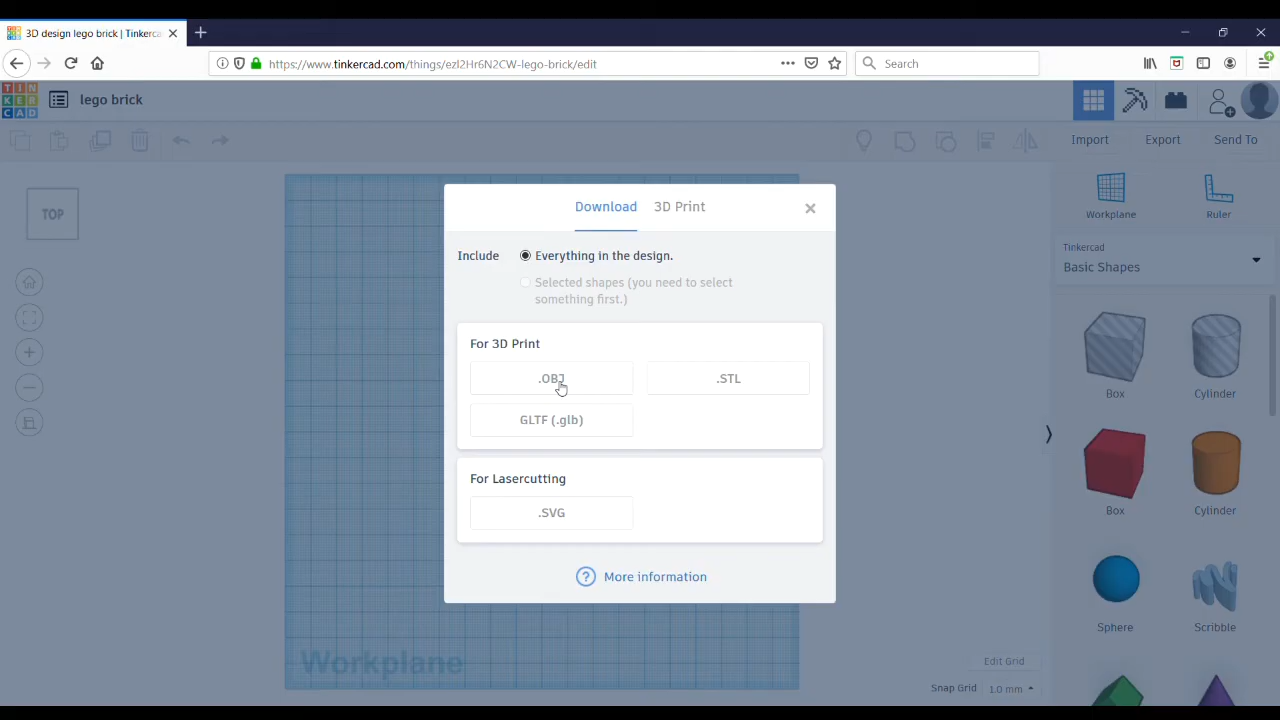 3D design lego brick | Tinkerca
https://www.tinkercad.com/things/ezl2Hr6N2CW-lego-brick/edit
Search
TIN
KER
CAD
lego brick
Import
Export
Send To
TOP
Workplane
Ruler
Tinkercad
Basic Shapes
Download
3D Print
Include
Everything in the design.
Selected shapes (you need to select
something first.)
For 3D Print
.OBJ
.STL
GLTF (.glb)
For Lasercutting
.SVG
? More information
Box
Cylinder
Box
Cylinder
Sphere
Scribble
Workplane
Edit Grid
Snap Grid
1.0 mm